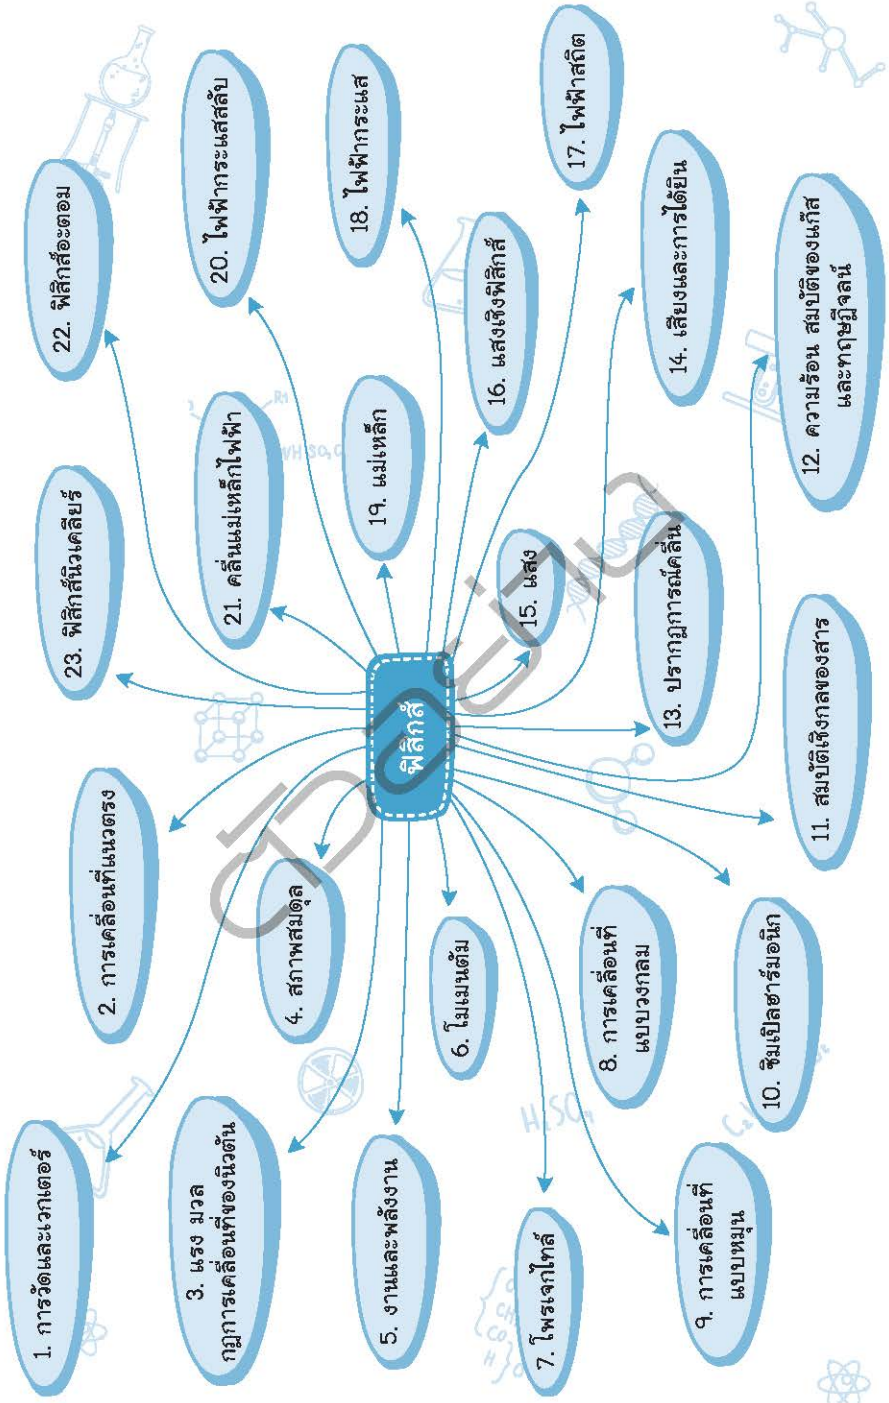 ฟิสิกส์
1. การวัดและเวกเตอร์
2. การเคลื่อนที่แนวตรง
3. แรง มวล
กฎการเคลื่อนที่ของนิวตัน
4. สภาพสมดุล
5. งานและพลังงาน
6. โมเมนตัม
7. โพรเจกไทล์
8. การเคลื่อนที่
แบบวงกลม
9. การเคลื่อนที่
แบบหมุน
10. ซิมเปิลฮาร์มอนิก
11. สมบัติเชิงกลของสาร
12. ความร้อน สมบัติของแก๊ส
และทฤษฎีจลน์
13. ปรากฏการณ์คลื่น
14. เสียงและการได้ยิน
15. แสง
16. แสงเชิงฟิสิกส์
17. ไฟฟ้าสถิต
18. ไฟฟ้ากระแส
19. แม่เหล็ก
20. ไฟฟ้ากระแสสลับ
21. คลื่นแม่เหล็กไฟฟ้า
22. ฟิสิกส์อะตอม
23. ฟิสิกส์นิวเคลียร์
ตัวอย่าง
H₂SO₄